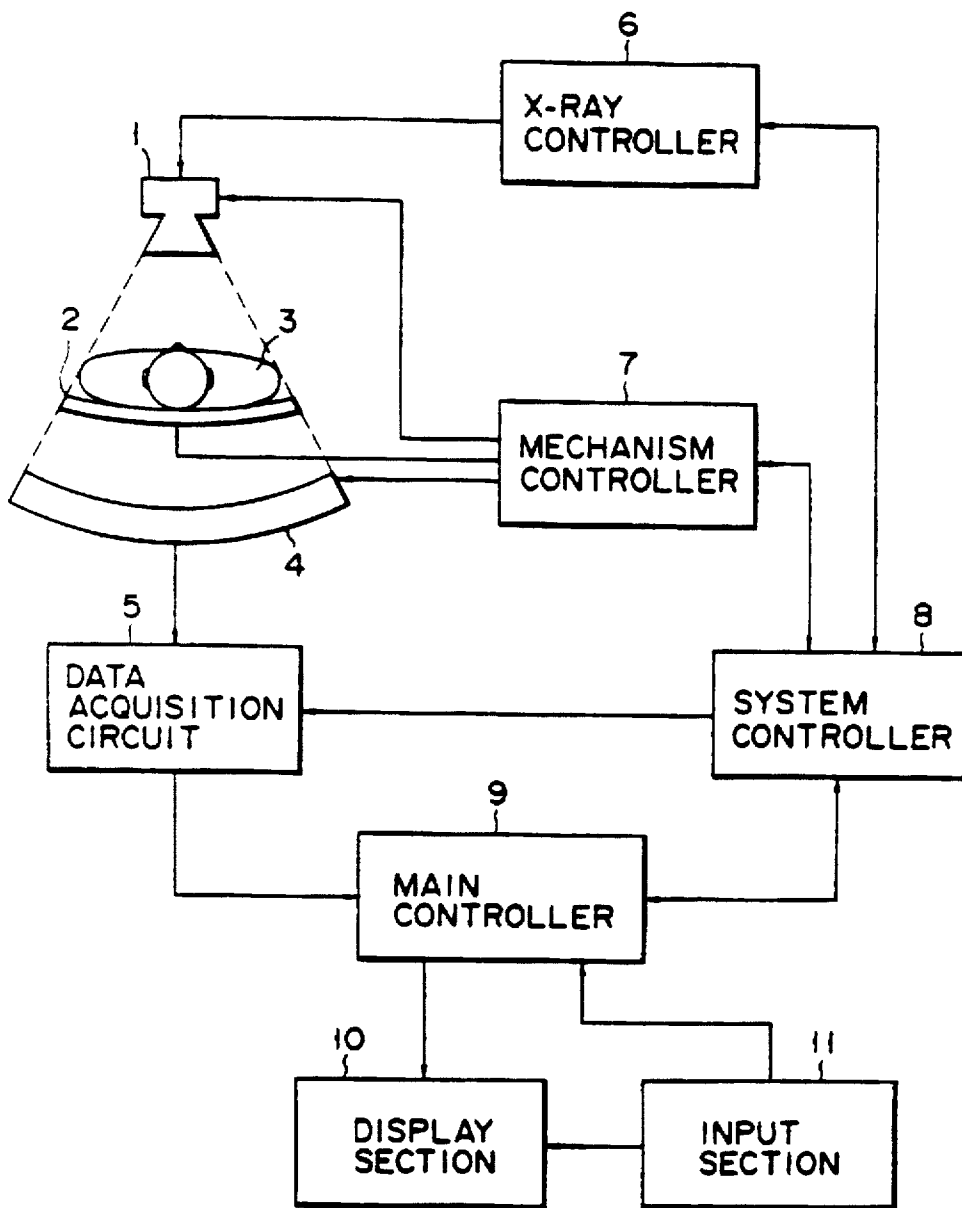 6
X-RAY
CONTROLLER
1
2
3
7
MECHANISM
CONTROLLER
4
5
DATA
ACQUISITION
CIRCUIT
8
SYSTEM
CONTROLLER
9
MAIN
CONTROLLER
10
DISPLAY
SECTION
11
INPUT
SECTION